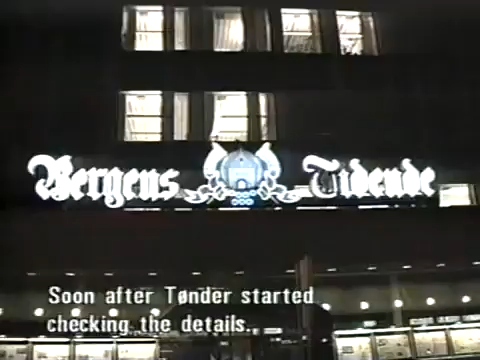 Bergens Tidende
Soon after Tønder started
checking the details.